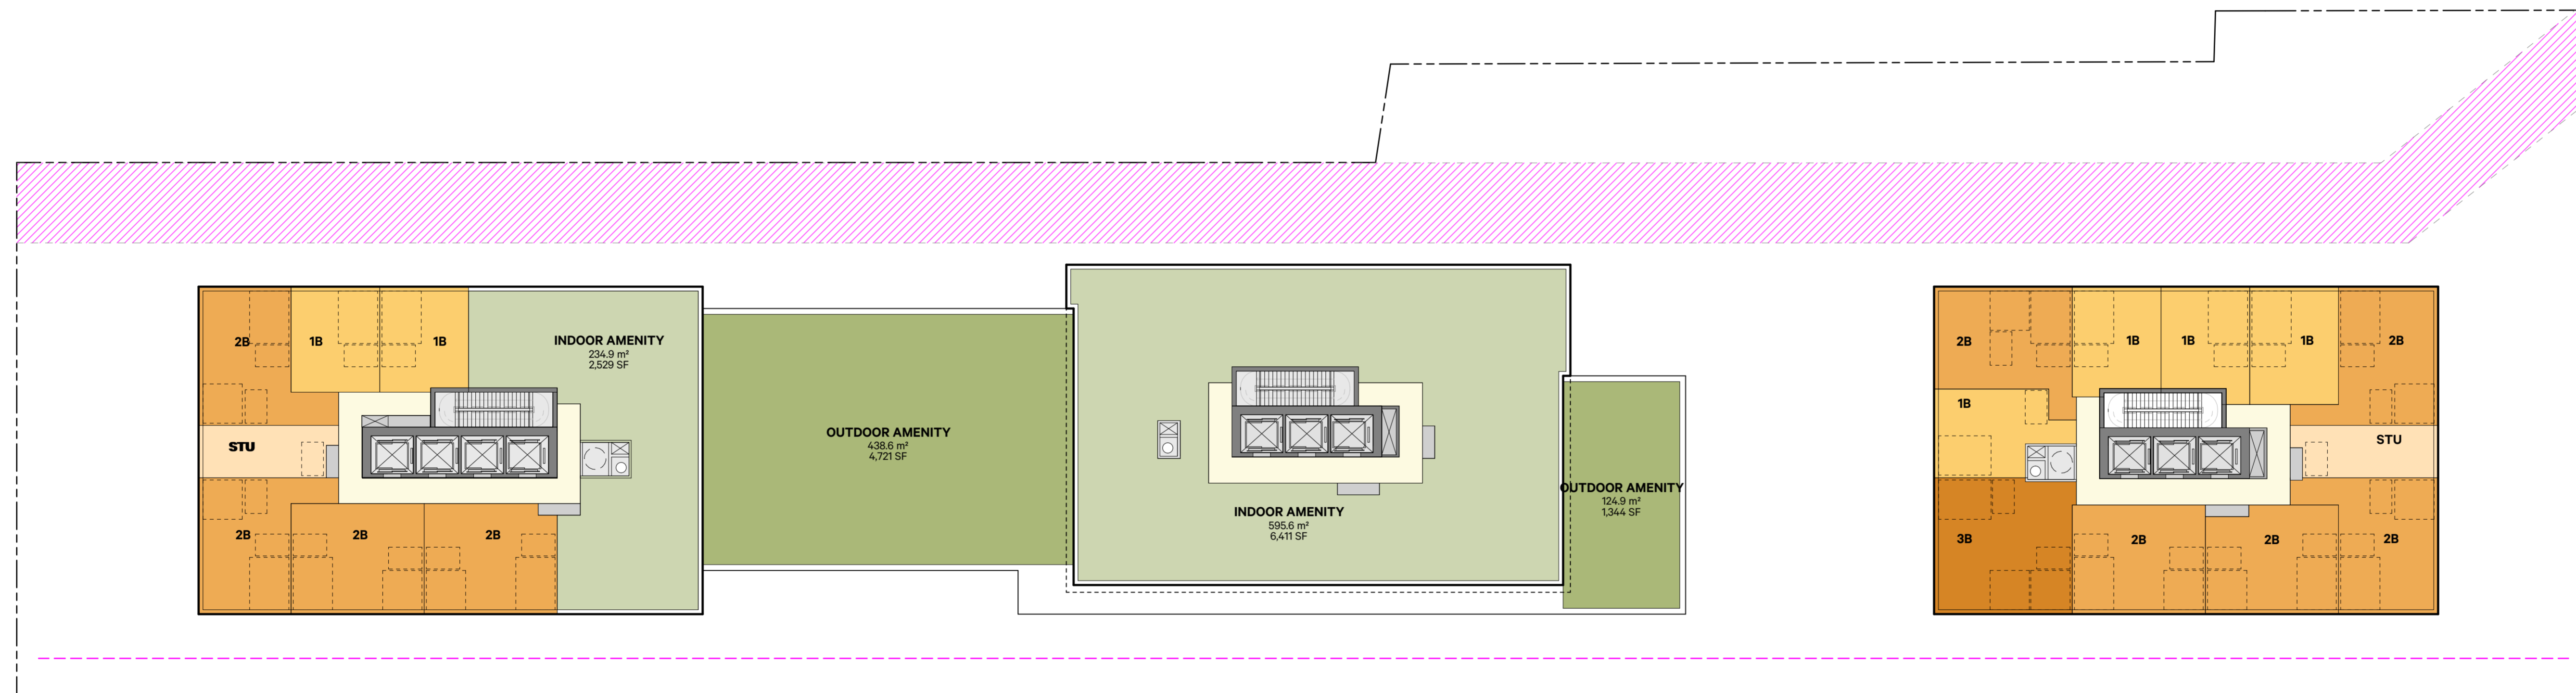 2B
1B
1B
INDOOR AMENITY
234.9 m²
2,529 SF
STU
2B
2B
2B
OUTDOOR AMENITY
438.6 m²
4,721 SF
INDOOR AMENITY
595.6 m²
6,411 SF
OUTDOOR AMENITY
124.9 m²
1,344 SF
2B
1B
1B
1B
2B
1B
STU
3B
2B
2B
2B